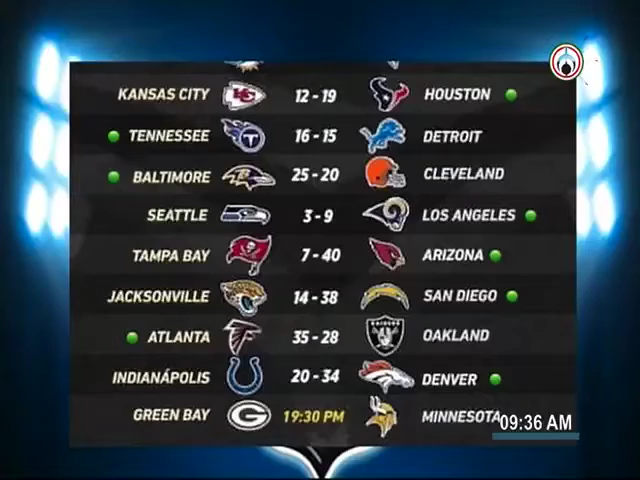 KANSAS CITY 12 - 19 HOUSTON
TENNESSEE 16 - 15 DETROIT
BALTIMORE 25 - 20 CLEVELAND
SEATTLE 3 - 9 LOS ANGELES
TAMPA BAY 7 - 40 ARIZONA
JACKSONVILLE 14 - 38 SAN DIEGO
ATLANTA 35 - 28 OAKLAND
INDIANÁPOLIS 20 - 34 DENVER
GREEN BAY 19:30 PM MINNESOTA
09:36 AM